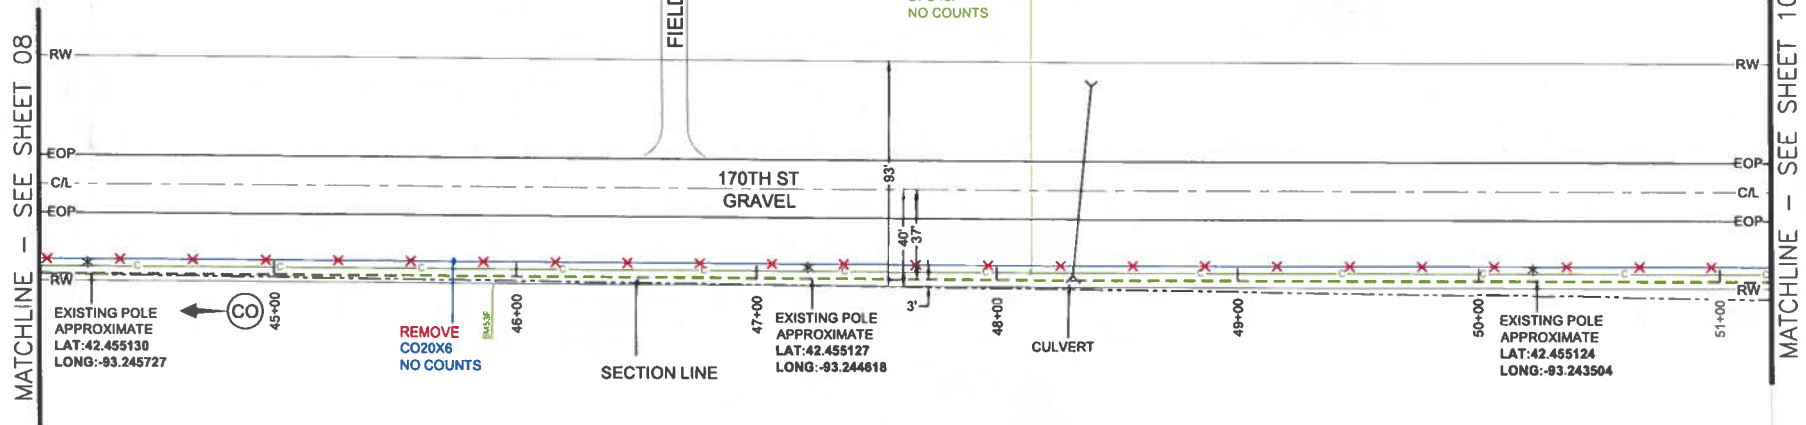 MATCHLINE - SEE SHEET 08
FIELD
NO COUNTS
MATCHLINE - SEE SHEET 10
RW
RW
EOP
EOP
C/L
C/L
EOP
EOP
170TH ST
GRAVEL
93'
40'
37'
3'
C
C
C
C
C
C
C
C
C
C
C
RW
RW
EXISTING POLE
APPROXIMATE
LAT:42.455130
LONG:-93.245727
CO
45+00
REMOVE
CO20X6
NO COUNTS
BM53F
46+00
SECTION LINE
47+00
EXISTING POLE
APPROXIMATE
LAT:42.455127
LONG:-93.244618
48+00
CULVERT
49+00
50+00
EXISTING POLE
APPROXIMATE
LAT:42.455124
LONG:-93.243504
51+00